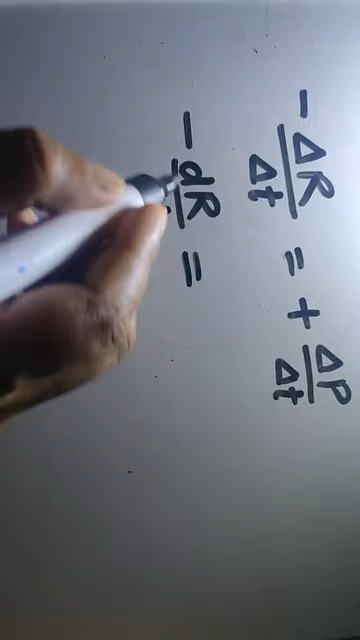 - ΔR/Δt = + ΔP/Δt
- dR/ =